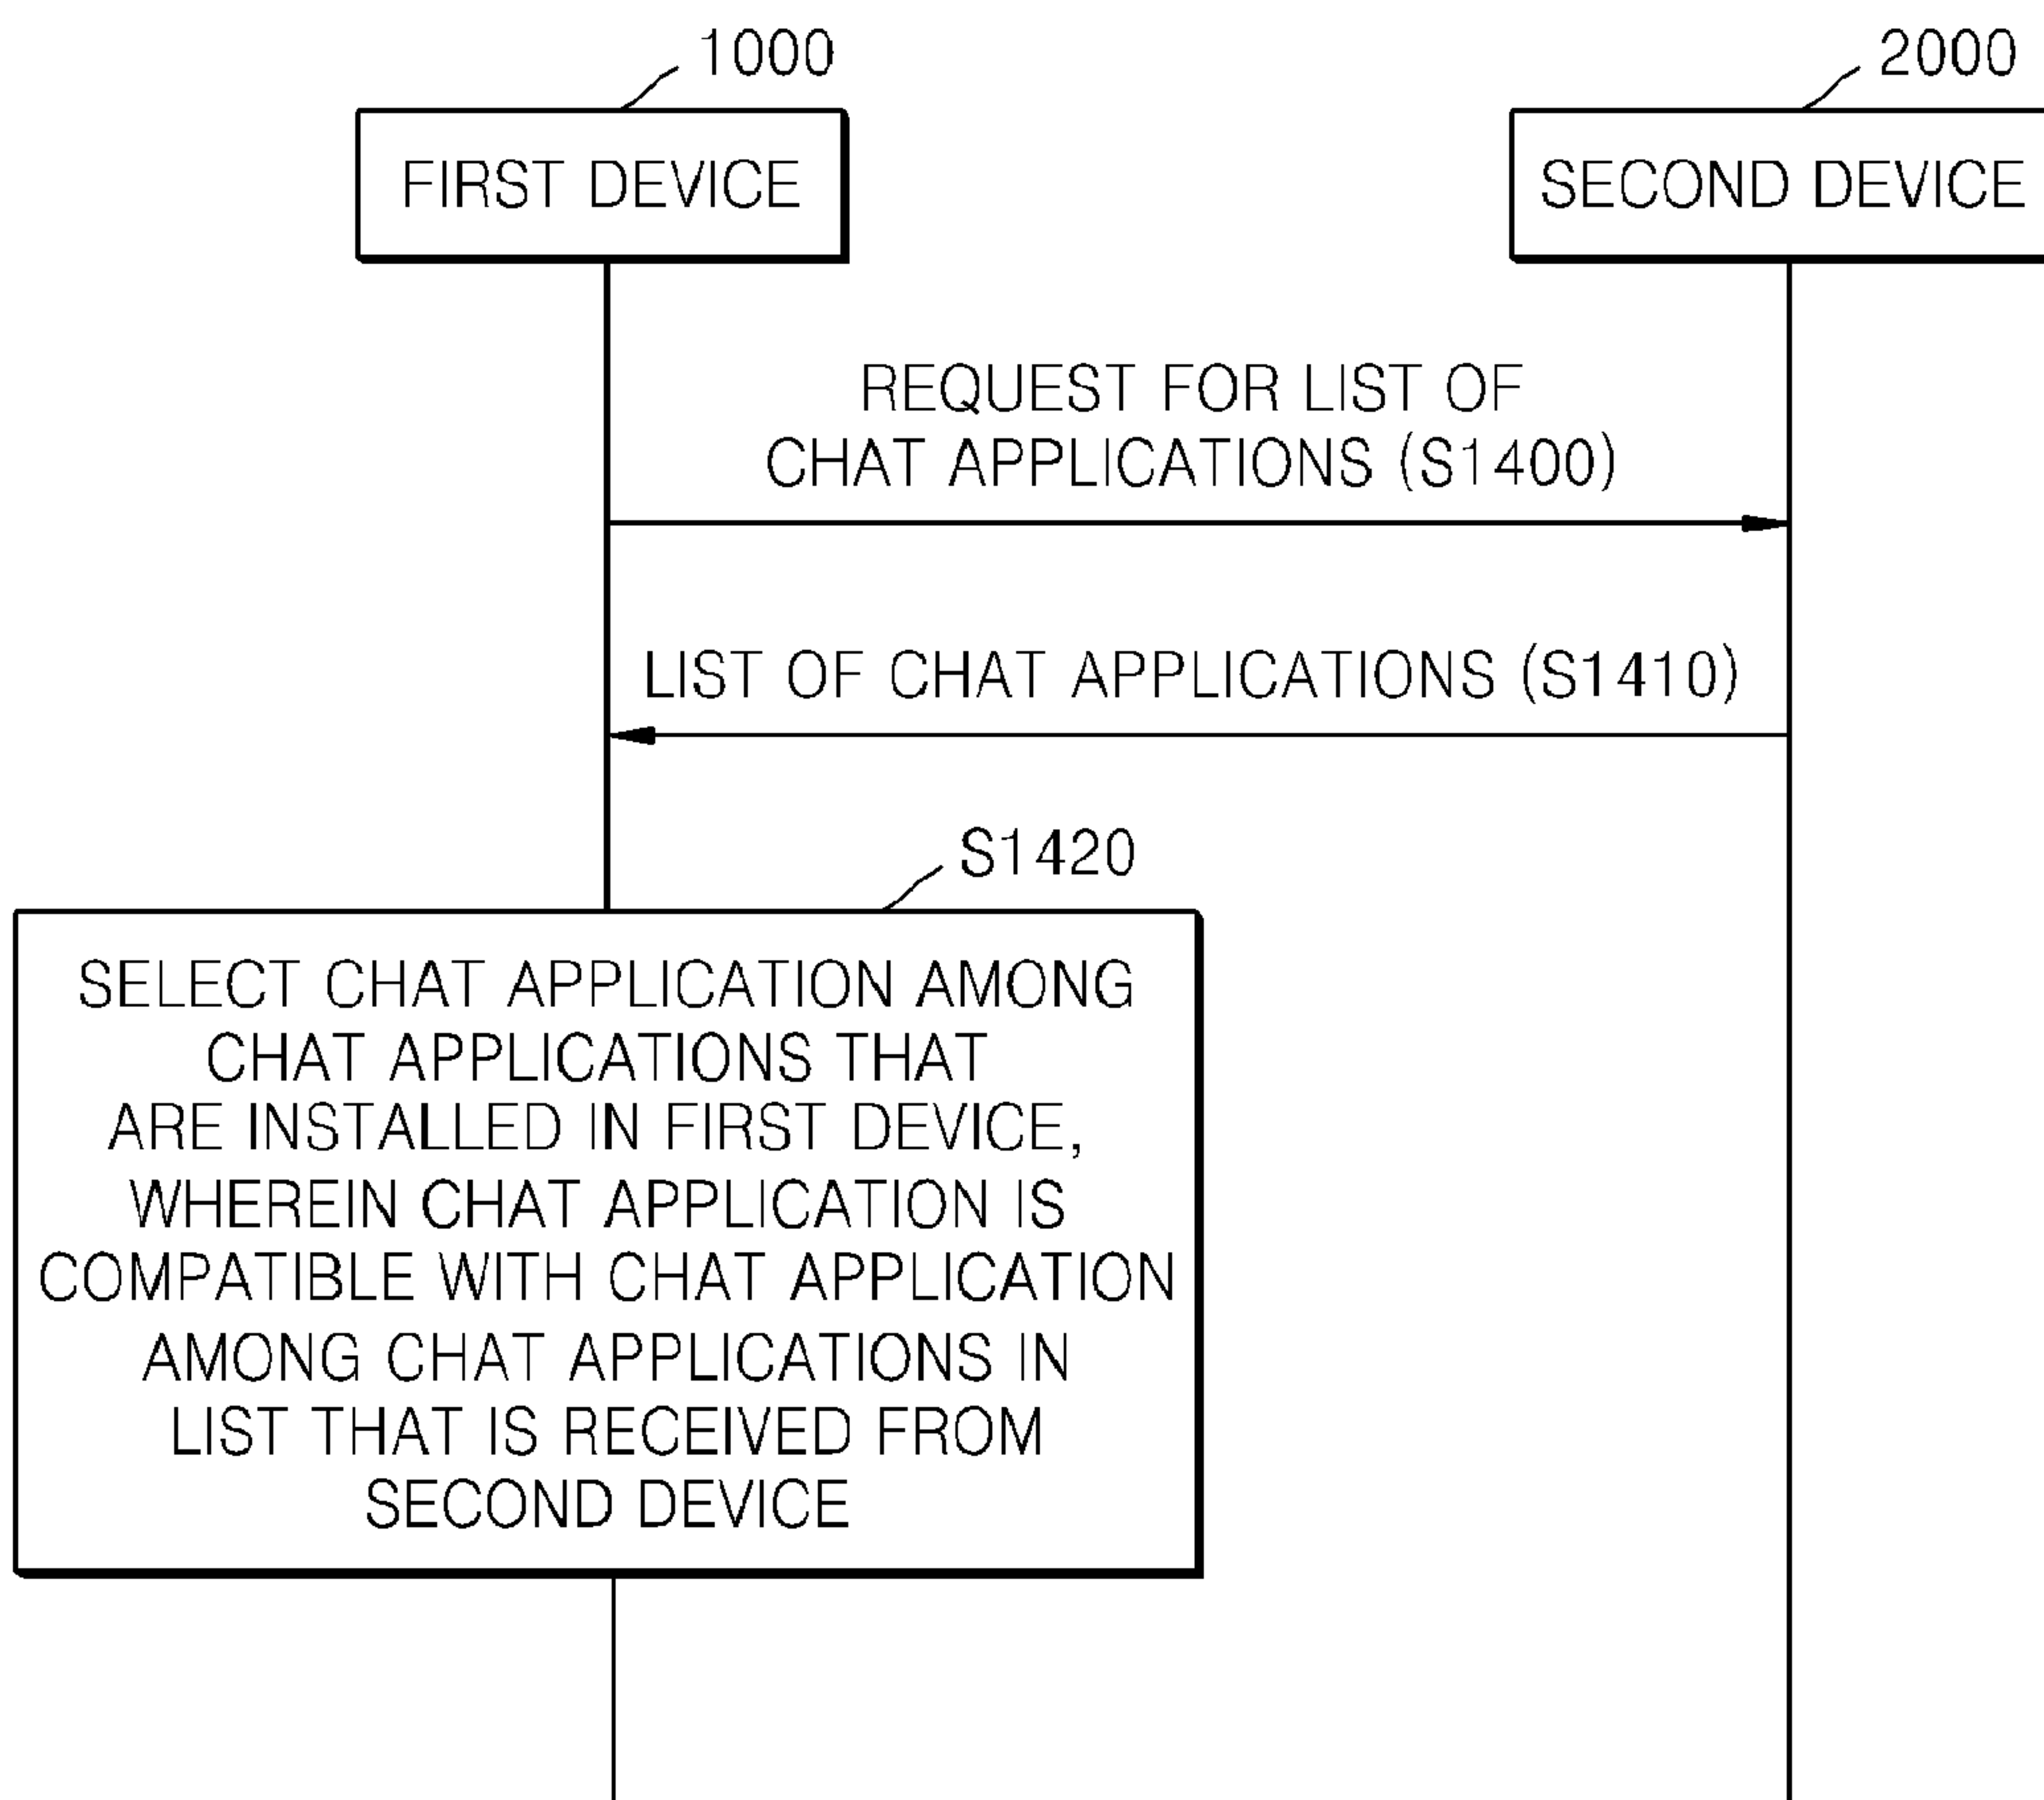 1000
2000
FIRST DEVICE
SECOND DEVICE
REQUEST FOR LIST OF
CHAT APPLICATIONS (S1400)
LIST OF CHAT APPLICATIONS (S1410)
S1420
SELECT CHAT APPLICATION AMONG
CHAT APPLICATIONS THAT
ARE INSTALLED IN FIRST DEVICE,
WHEREIN CHAT APPLICATION IS
COMPATIBLE WITH CHAT APPLICATION
AMONG CHAT APPLICATIONS IN
LIST THAT IS RECEIVED FROM
SECOND DEVICE